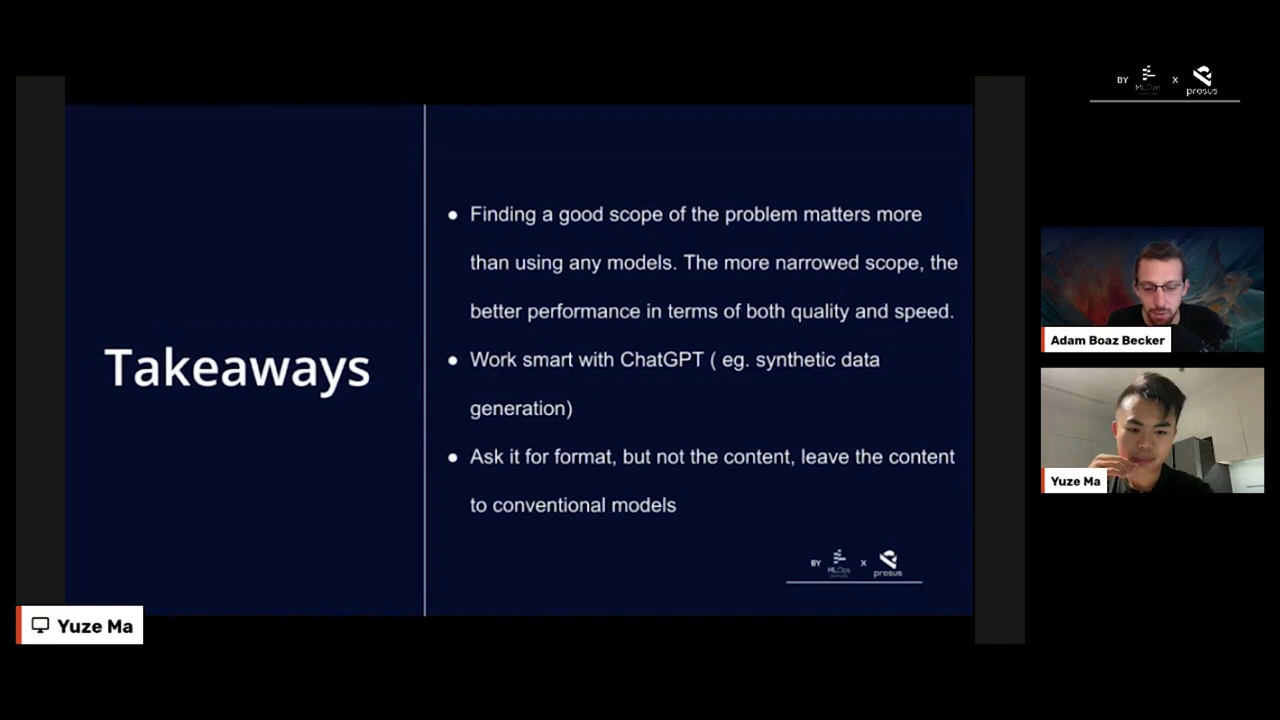 BY MLOps X prosus
Takeaways
● Finding a good scope of the problem matters more
than using any models. The more narrowed scope, the
better performance in terms of both quality and speed.
● Work smart with ChatGPT ( eg. synthetic data
generation)
● Ask it for format, but not the content, leave the content
to conventional models
BY MLOps X prosus
Adam Boaz Becker
Yuze Ma
Yuze Ma